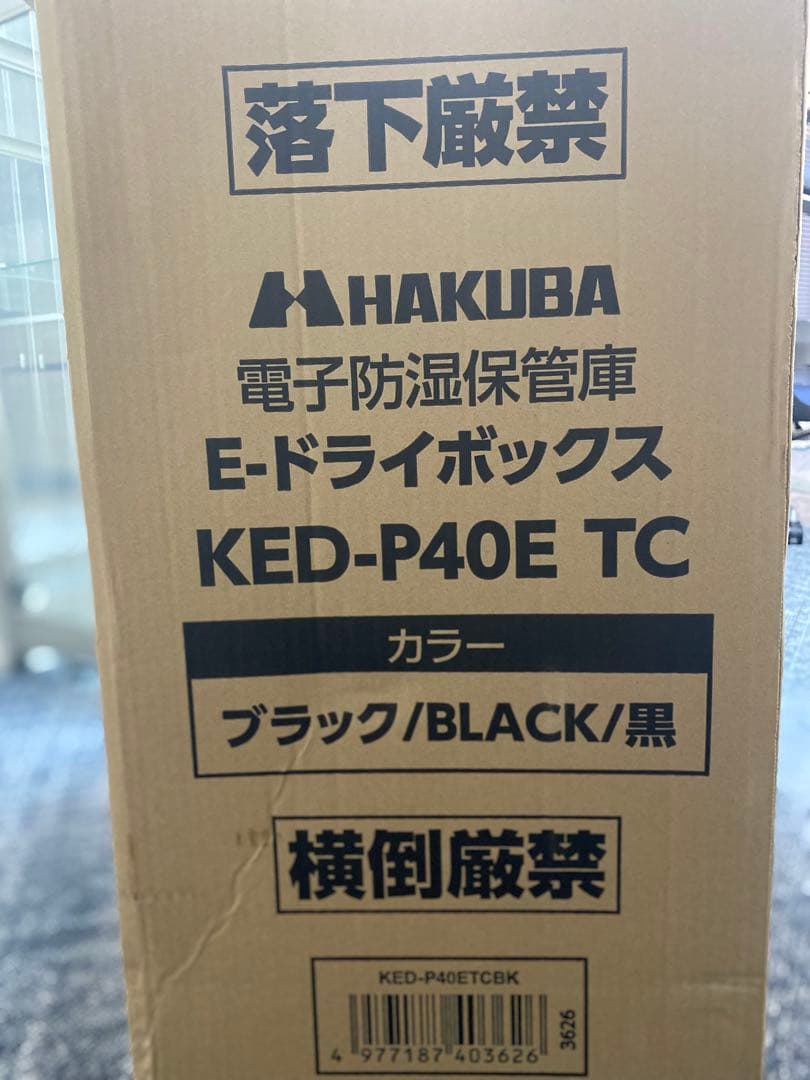 落下厳禁
HAKUBA
電子防湿保管庫
E-ドライボックス
KED-P40E TC
カラー
ブラック/BLACK/黒
横倒厳禁
KED-P40ETCBK
3626
4 977187 403626